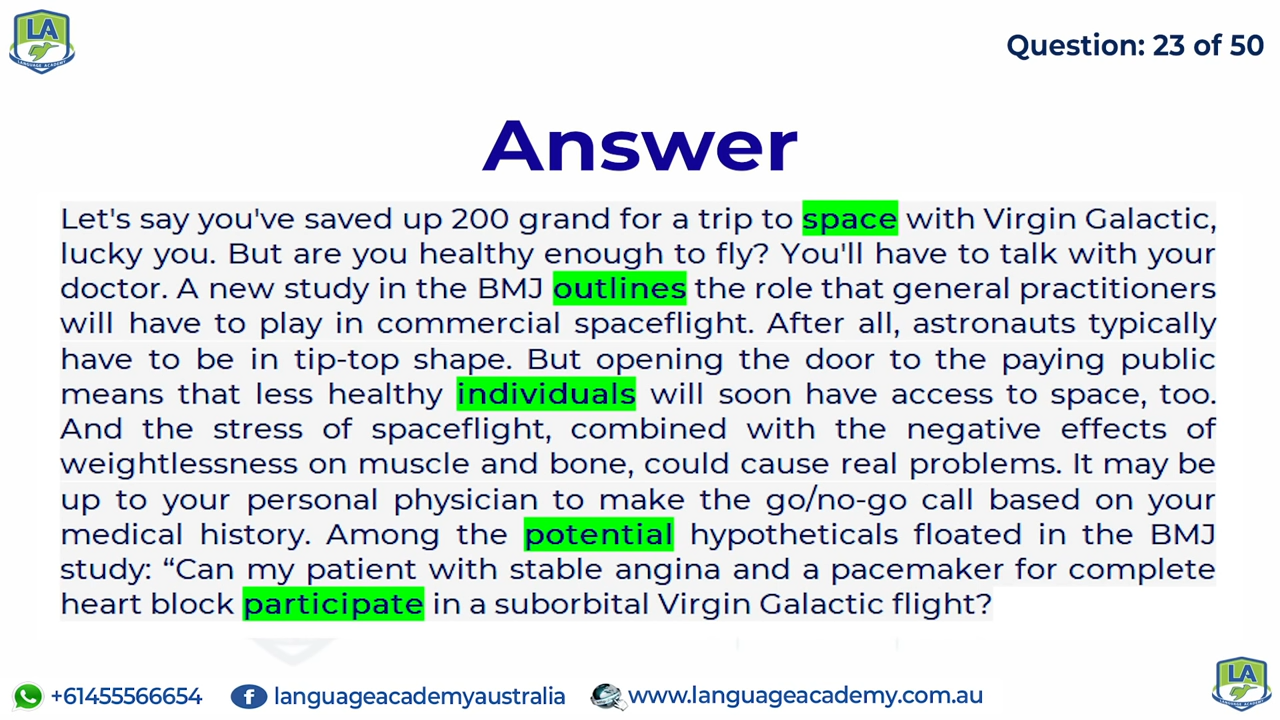 LA
LANGUAGE ACADEMY
Question: 23 of 50
Answer
Let's say you've saved up 200 grand for a trip to space with Virgin Galactic,
lucky you. But are you healthy enough to fly? You'll have to talk with your
doctor. A new study in the BMJ outlines the role that general practitioners
will have to play in commercial spaceflight. After all, astronauts typically
have to be in tip-top shape. But opening the door to the paying public
means that less healthy individuals will soon have access to space, too.
And the stress of spaceflight, combined with the negative effects of
weightlessness on muscle and bone, could cause real problems. It may be
up to your personal physician to make the go/no-go call based on your
medical history. Among the potential hypotheticals floated in the BMJ
study: “Can my patient with stable angina and a pacemaker for complete
heart block participate in a suborbital Virgin Galactic flight?
+61455566654
languageacademyaustralia
www.languageacademy.com.au
LA
LANGUAGE ACADEMY